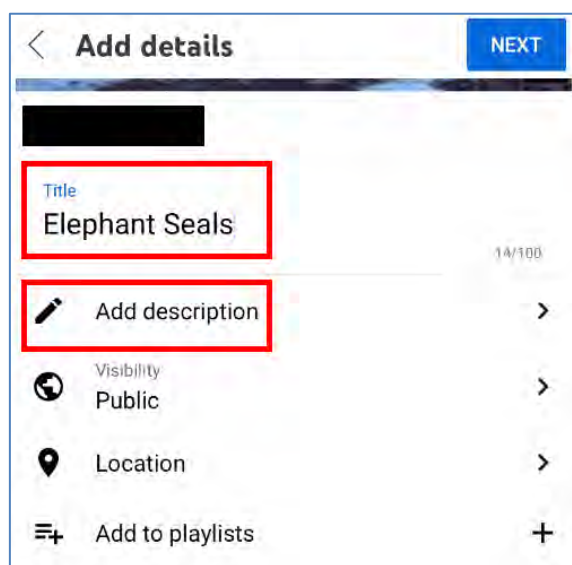 Add details
NEXT
Title
Elephant Seals
14/100
Add description
Visibility
Public
Location
Add to playlists